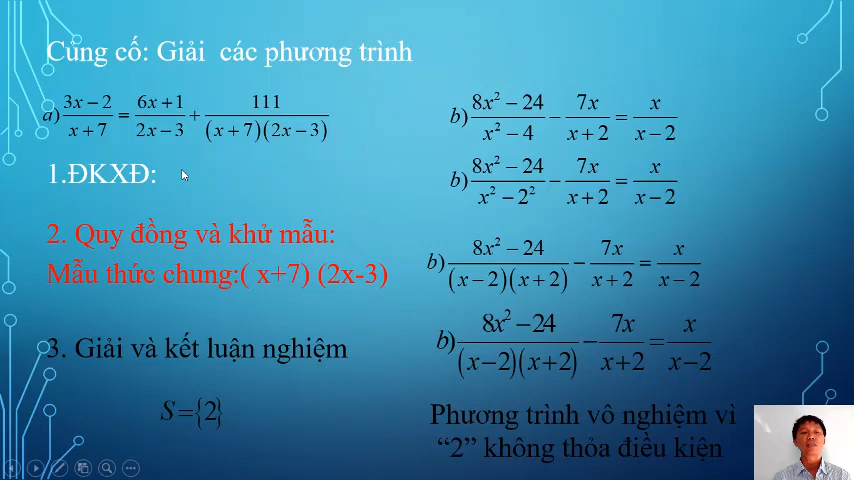 Củng cố: Giải các phương trình
a) (3x − 2)/(x + 7) = (6x + 1)/(2x − 3) + 111/((x + 7)(2x − 3))
1.ĐKXĐ:
2. Quy đồng và khử mẫu:
Mẫu thức chung:( x+7) (2x-3)
3. Giải và kết luận nghiệm
S={2}
b) (8x² − 24)/(x² − 4) − 7x/(x + 2) = x/(x − 2)
b) (8x² − 24)/(x² − 2²) − 7x/(x + 2) = x/(x − 2)
b) (8x² − 24)/((x − 2)(x + 2)) − 7x/(x + 2) = x/(x − 2)
b) (8x² − 24)/((x − 2)(x + 2)) − 7x/(x + 2) = x/(x − 2)
Phương trình vô nghiệm vì
“2” không thỏa điều kiện